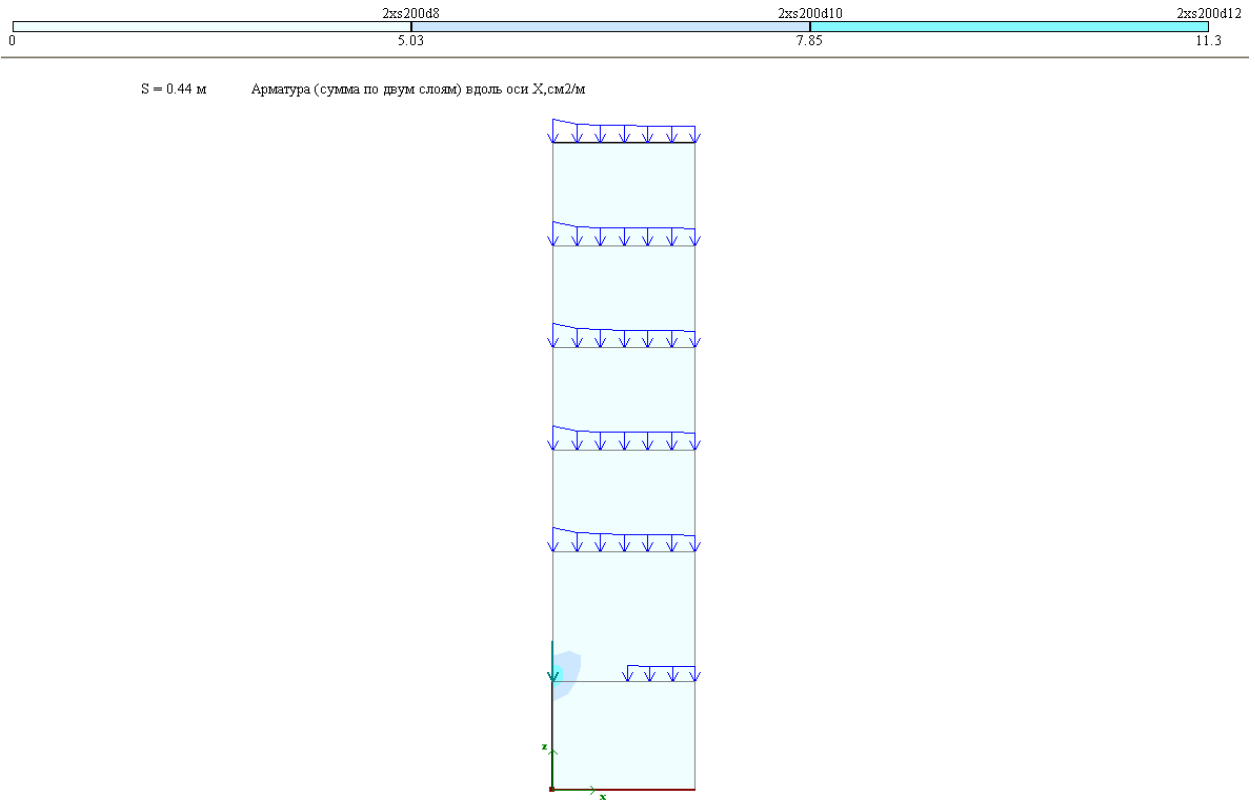 2xs200d8 2xs200d10 2xs200d12
0 5.03 7.85 11.3
S = 0.44 м Арматура (сумма по двум слоям) вдоль оси X,см2/м
z
x